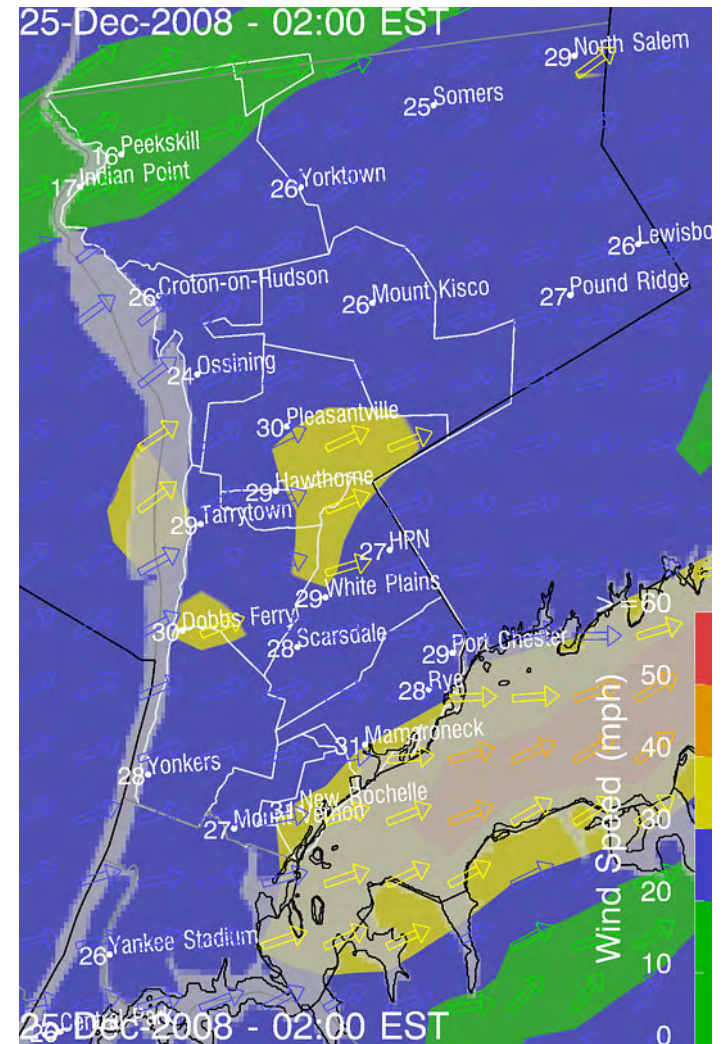 25-Dec-2008 - 02:00 EST
29 North Salem
25 Somers
16 Peekskill
17 Indian Point
26 Yorktown
26 Lewisbo
26 Croton-on-Hudson
26 Mount Kisco
27 Pound Ridge
24 Ossining
30 Pleasantville
29 Hawthorne
29 Tarrytown
27 HPN
29 White Plains
30 Dobbs Ferry
28 Scarsdale
29 Port Chester
28 Rye
31 Mamaroneck
28 Yonkers
31 New Rochelle
27 Mount Vernon
26 Yankee Stadium
Central Park
25-Dec-2008 - 02:00 EST
Wind Speed (mph)
>=60
50
40
30
20
10
0